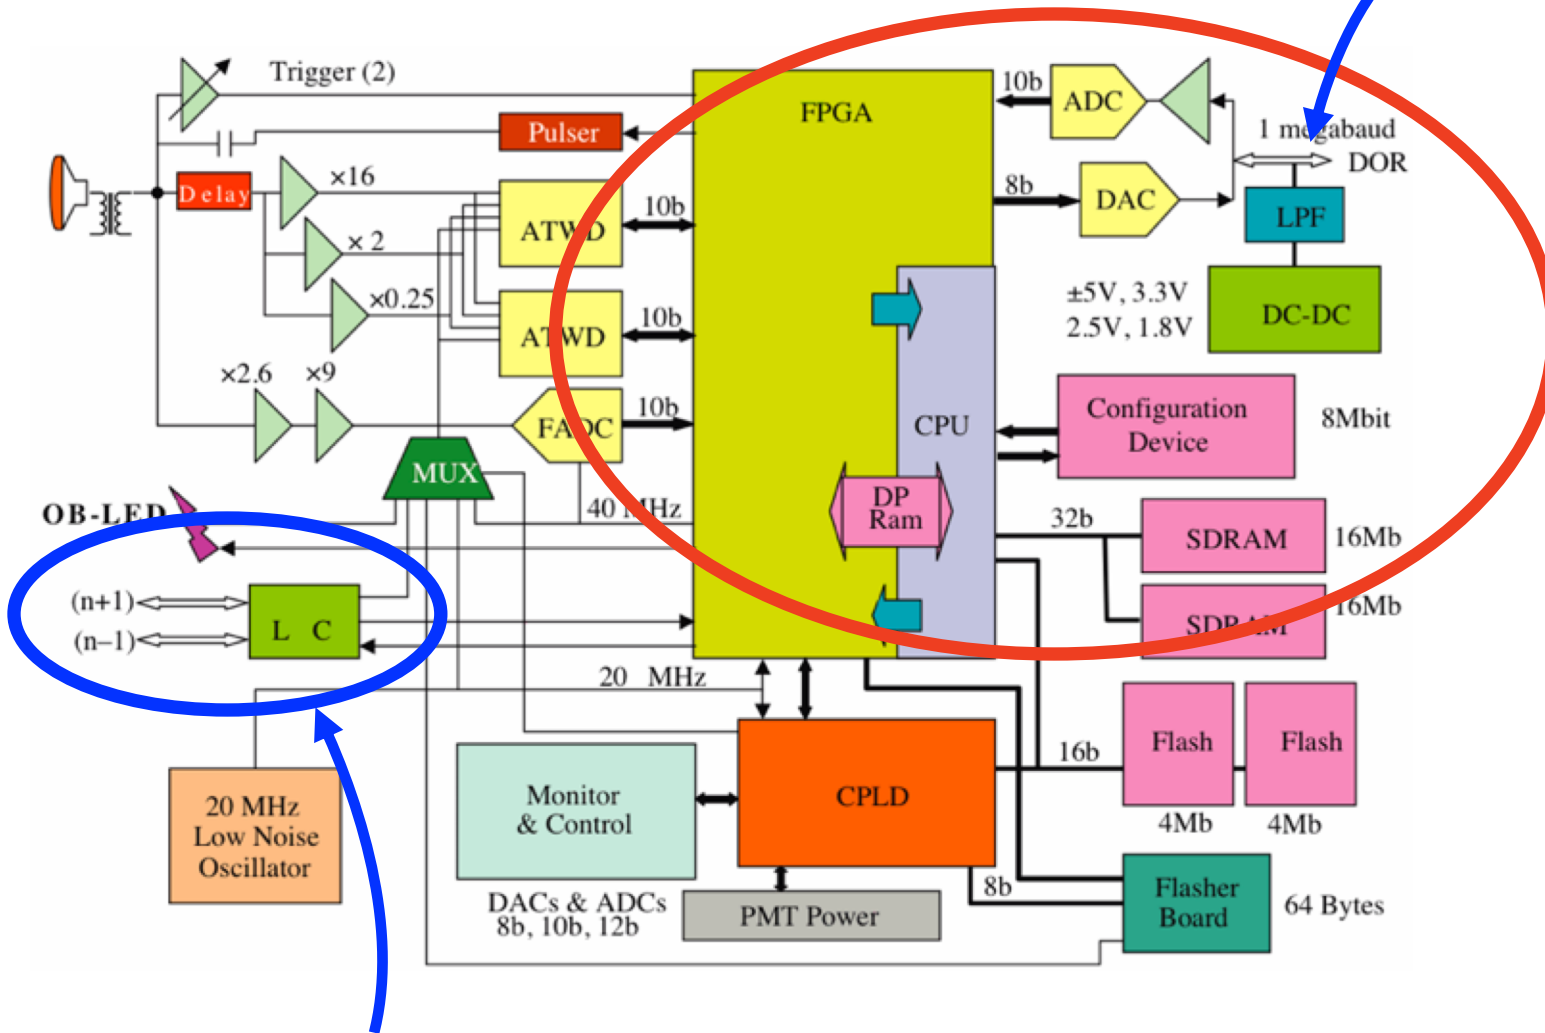 Trigger (2)
FPGA
10b
ADC
1 megabaud
DOR
Pulser
Delay
×16
ATWD
10b
8b
DAC
LPF
× 2
×0.25
ATWD
10b
±5V, 3.3V
2.5V, 1.8V
DC-DC
×2.6
×9
FADC
10b
CPU
Configuration
Device
8Mbit
MUX
OB-LED
40 MHz
DP
Ram
32b
SDRAM
16Mb
(n+1)
(n–1)
L C
SDRAM
16Mb
20 MHz
20 MHz
Low Noise
Oscillator
Monitor
& Control
CPLD
16b
Flash
Flash
4Mb
4Mb
DACs & ADCs
8b, 10b, 12b
PMT Power
8b
Flasher
Board
64 Bytes